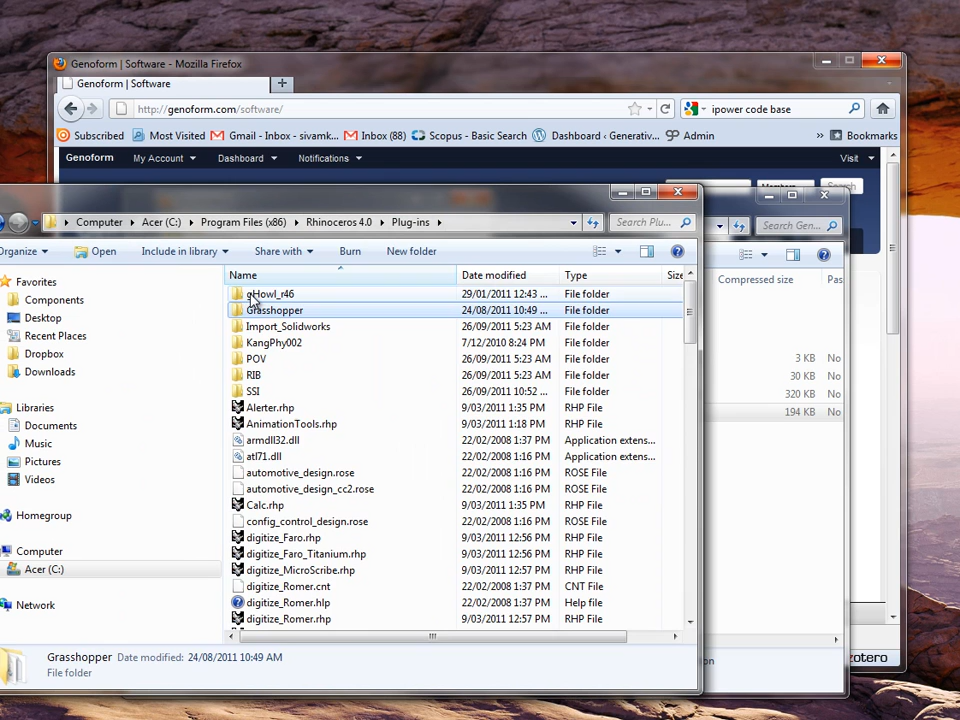 Genoform | Software - Mozilla Firefox
Genoform | Software
http://genoform.com/software/
ipower code base
Subscribed Most Visited Gmail - Inbox - sivamk... Inbox (88) Scopus - Basic Search Dashboard ‹ Generativ... Admin » Bookmarks
Genoform My Account Dashboard Notifications Visit
Search
Computer Acer (C:) Program Files (x86) Rhinoceros 4.0 Plug-ins Search Plu...
Search Gen...
Organize Open Include in library Share with Burn New folder
Name Date modified Type Size
Compressed size Pas
Favorites
Components
Desktop
Recent Places
Dropbox
Downloads
Libraries
Documents
Music
Pictures
Videos
Homegroup
Computer
Acer (C:)
Network
gHowl_r46 29/01/2011 12:43 ... File folder
Grasshopper 24/08/2011 10:49 ... File folder
Import_Solidworks 26/09/2011 5:23 AM File folder
KangPhy002 7/12/2010 8:24 PM File folder
POV 26/09/2011 5:23 AM File folder
RIB 26/09/2011 5:23 AM File folder
SSI 26/09/2011 10:52 ... File folder
Alerter.rhp 9/03/2011 1:35 PM RHP File
AnimationTools.rhp 9/03/2011 1:18 PM RHP File
armdll32.dll 22/02/2008 1:37 PM Application extens...
atl71.dll 22/02/2008 1:16 PM Application extens...
automotive_design.rose 22/02/2008 1:16 PM ROSE File
automotive_design_cc2.rose 22/02/2008 1:16 PM ROSE File
Calc.rhp 9/03/2011 1:35 PM RHP File
config_control_design.rose 22/02/2008 1:16 PM ROSE File
digitize_Faro.rhp 9/03/2011 12:56 PM RHP File
digitize_Faro_Titanium.rhp 9/03/2011 12:56 PM RHP File
digitize_MicroScribe.rhp 9/03/2011 12:57 PM RHP File
digitize_Romer.cnt 22/02/2008 1:37 PM CNT File
digitize_Romer.hlp 22/02/2008 1:37 PM Help file
digitize_Romer.rhp 9/03/2011 12:57 PM RHP File
3 KB No
30 KB No
320 KB No
194 KB No
Grasshopper Date modified: 24/08/2011 10:49 AM
File folder
zotero